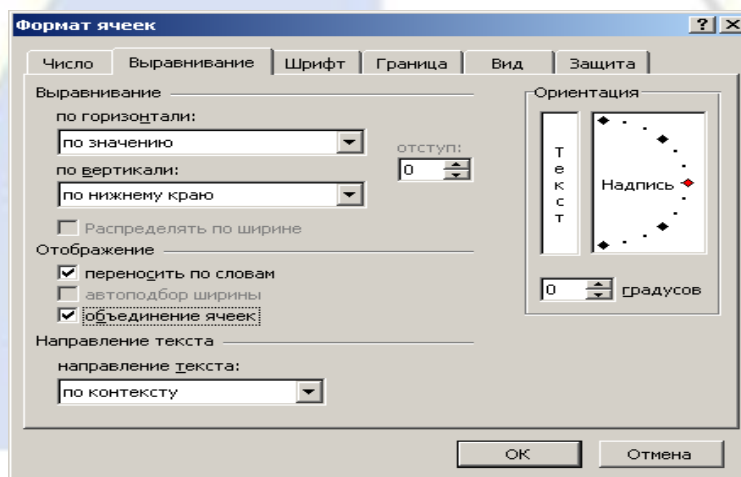 Формат ячеек
Число Выравнивание Шрифт Граница Вид Защита
Выравнивание
по горизонтали:
по значению
отступ:
0
по вертикали:
по нижнему краю
Распределять по ширине
Отображение
переносить по словам
автоподбор ширины
объединение ячеек
Направление текста
направление текста:
по контексту
Ориентация
Текст
Надпись
0 градусов
ОК Отмена